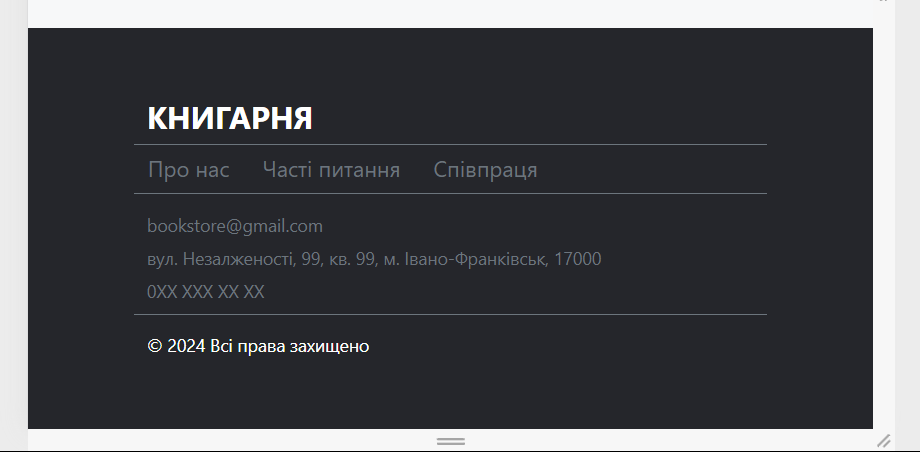 КНИГАРНЯ
Про нас Часті питання Співпраця
bookstore@gmail.com
вул. Незалженості, 99, кв. 99, м. Івано-Франківськ, 17000
0XX XXX XX XX
© 2024 Всі права захищено